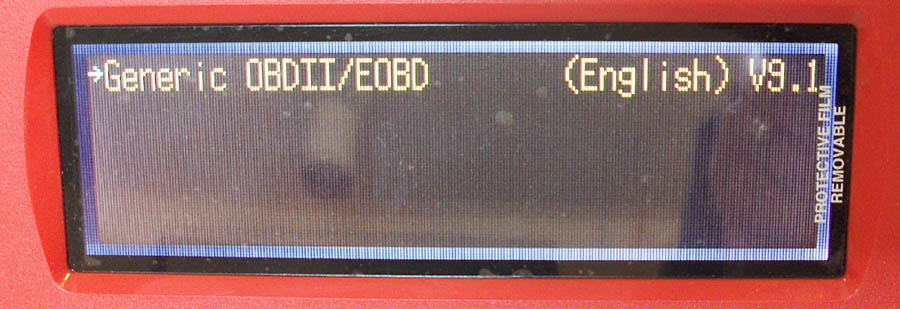 →Generic OBDII/EOBD (English) V9.1
PROTECTIVE FILM
REMOVABLE